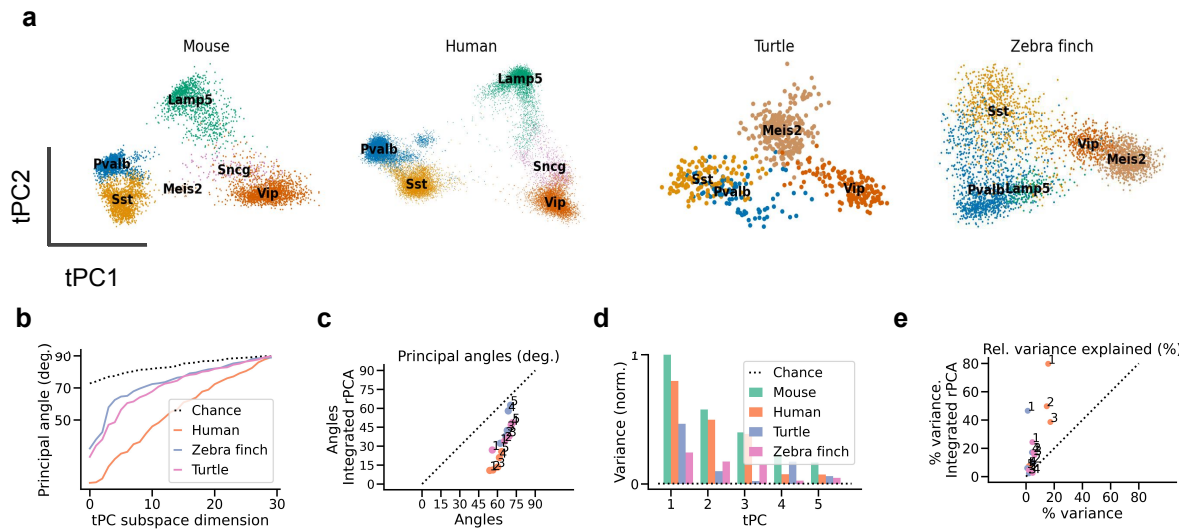 a
Mouse
Human
Turtle
Zebra finch
Lamp5
Pvalb
Sncg
Meis2
Sst
Vip
Lamp5
Pvalb
Sncg
Sst
Vip
Meis2
Sst
Pvalb
Vip
Sst
Vip
Meis2
Pvalb
Lamp5
tPC2
tPC1
b
Principal angle (deg.)
90
70
50
Chance
Human
Zebra finch
Turtle
0 10 20 30
tPC subspace dimension
c
Principal angles (deg.)
Angles
Integrated rPCA
90
75
60
45
30
15
0
0 15 30 45 60 75 90
Angles
d
Variance (norm.)
1
0
Chance
Mouse
Human
Turtle
Zebra finch
1 2 3 4 5
tPC
e
Rel. variance explained (%)
% variance.
Integrated rPCA
80
60
40
20
0
1
1
2
3
1
0 20 40 60 80
% variance